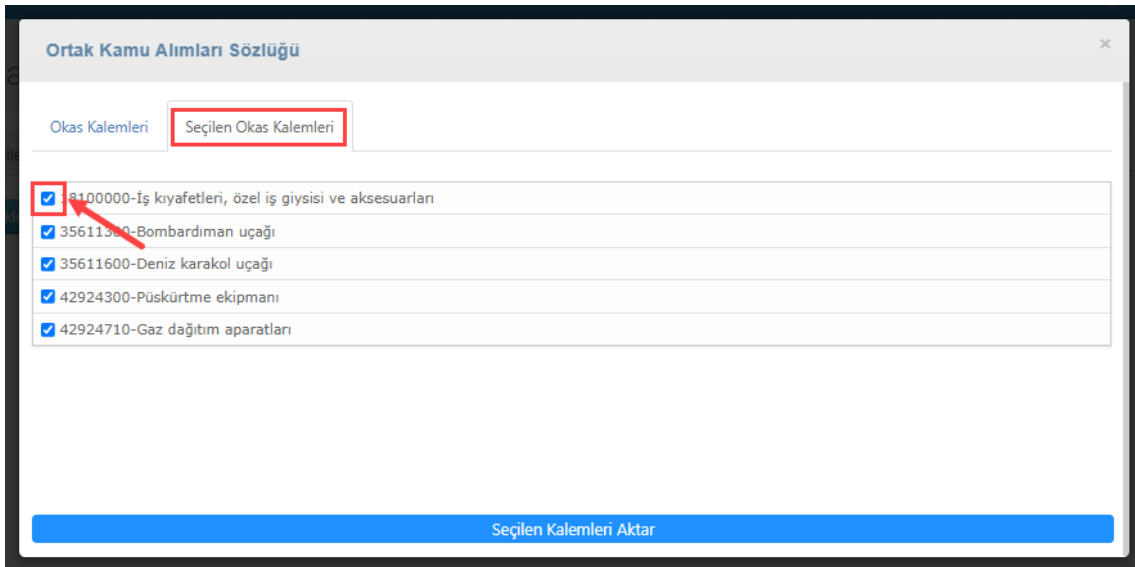 Ortak Kamu Alımları Sözlüğü
×
Okas Kalemleri
Seçilen Okas Kalemleri
18100000-İş kıyafetleri, özel iş giysisi ve aksesuarları
35611300-Bombardıman uçağı
35611600-Deniz karakol uçağı
42924300-Püskürtme ekipmanı
42924710-Gaz dağıtım aparatları
Seçilen Kalemleri Aktar